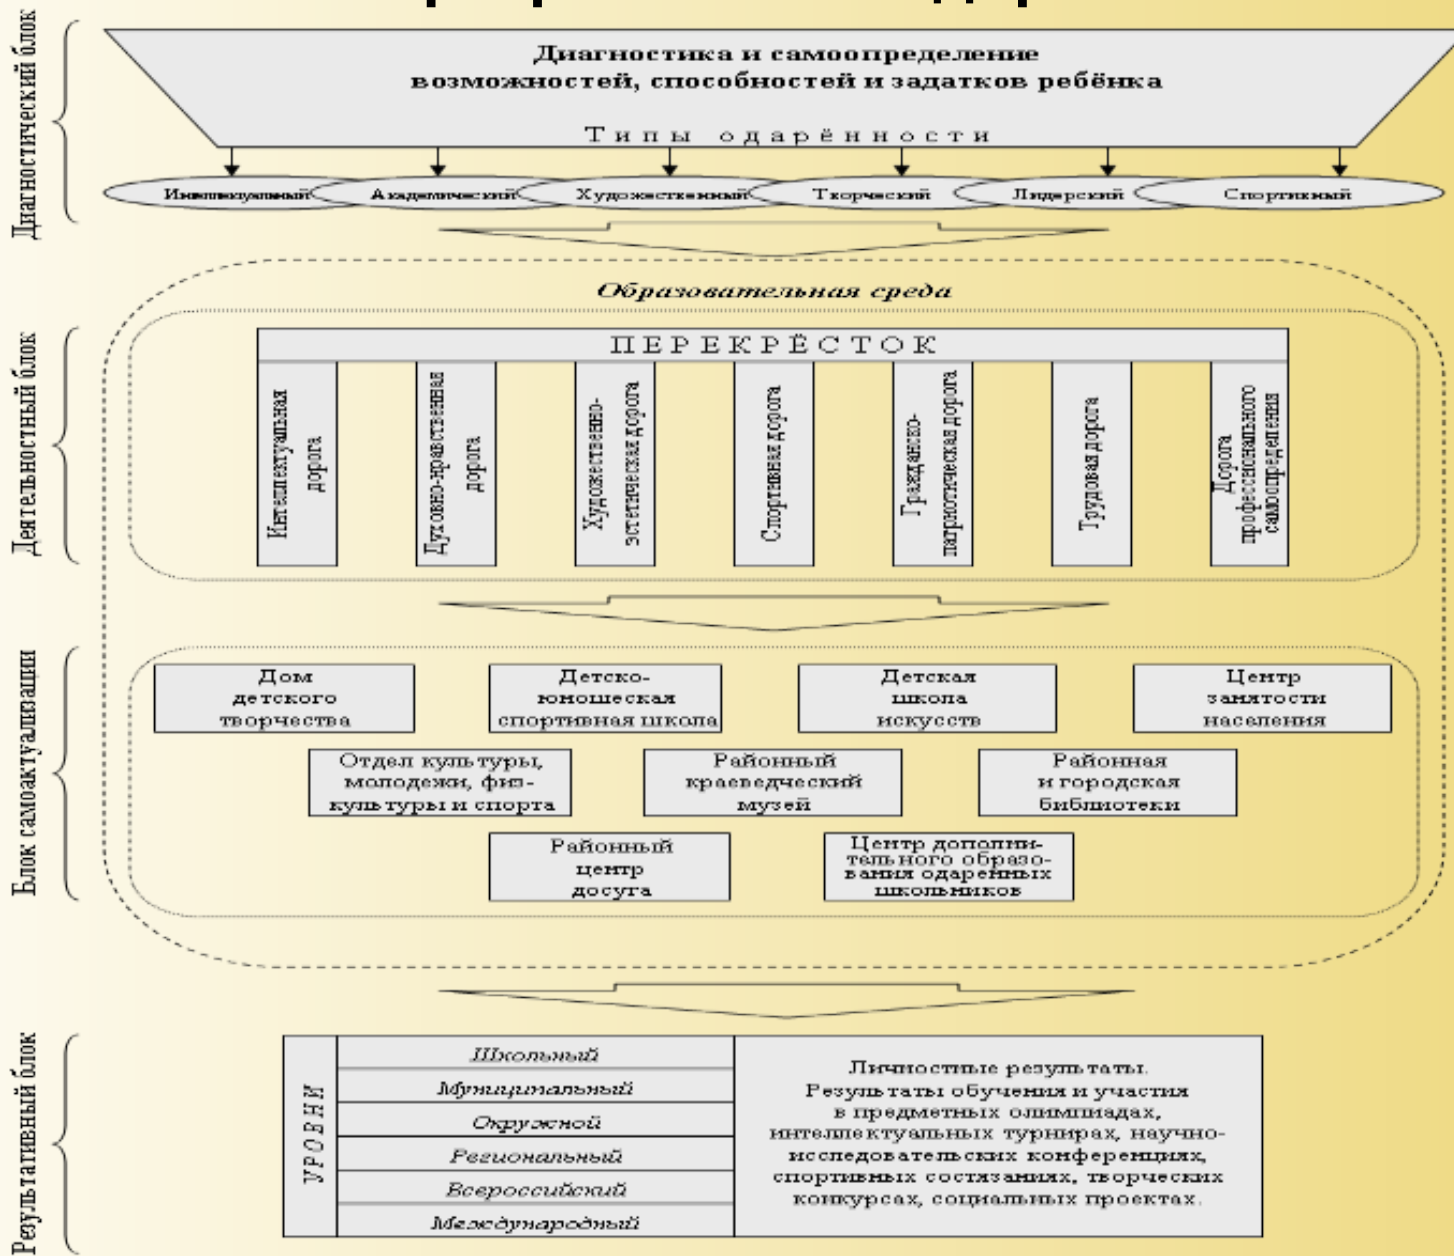 Диагностический блок
Диагностика и самоопределение
возможностей, способностей и задатков ребёнка
Типы одарённости
Интеллектуальный
Академический
Художественный
Творческий
Лидерский
Спортивный
Образовательная среда
Деятельностный блок
ПЕРЕКРЁСТОК
Интеллектуальная
дорога
Духовно-нравственная
дорога
Художественно-
эстетическая дорога
Спортивная дорога
Гражданско-
патриотическая дорога
Трудовая дорога
Дорога
профессионального
самоопределения
Блок самоактуализации
Дом
детского
творчества
Детско-
юношеская
спортивная школа
Детская
школа
искусств
Центр
занятости
населения
Отдел культуры,
молодежи, физ-
культуры и спорта
Районный
краеведческий
музей
Районная
и городская
библиотеки
Районный
центр
досуга
Центр дополни-
тельного образо-
вания одаренных
школьников
Результативный блок
УРОВНИ
Школьный
Муниципальный
Окружной
Региональный
Всероссийский
Международный
Личностные результаты.
Результаты обучения и участия
в предметных олимпиадах,
интеллектуальных турнирах, научно-
исследовательских конференциях,
спортивных состязаниях, творческих
конкурсах, социальных проектах.